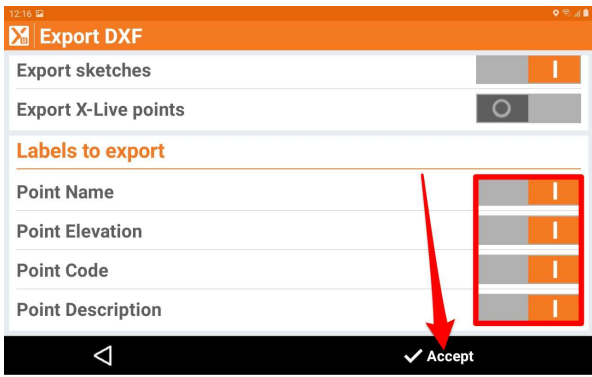 12:16
Export DXF
Export sketches
Export X-Live points
Labels to export
Point Name
Point Elevation
Point Code
Point Description
Accept